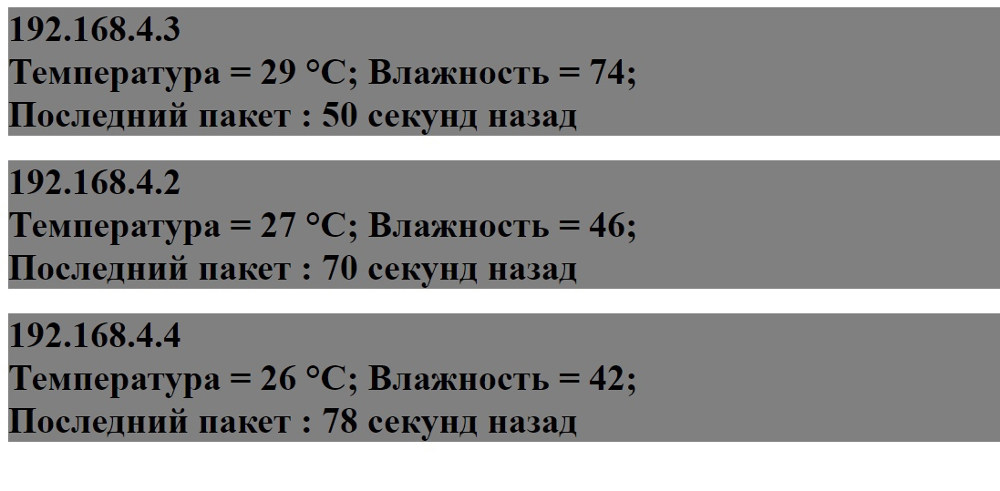 192.168.4.3
Температура = 29 °C; Влажность = 74;
Последний пакет : 50 секунд назад
192.168.4.2
Температура = 27 °C; Влажность = 46;
Последний пакет : 70 секунд назад
192.168.4.4
Температура = 26 °C; Влажность = 42;
Последний пакет : 78 секунд назад